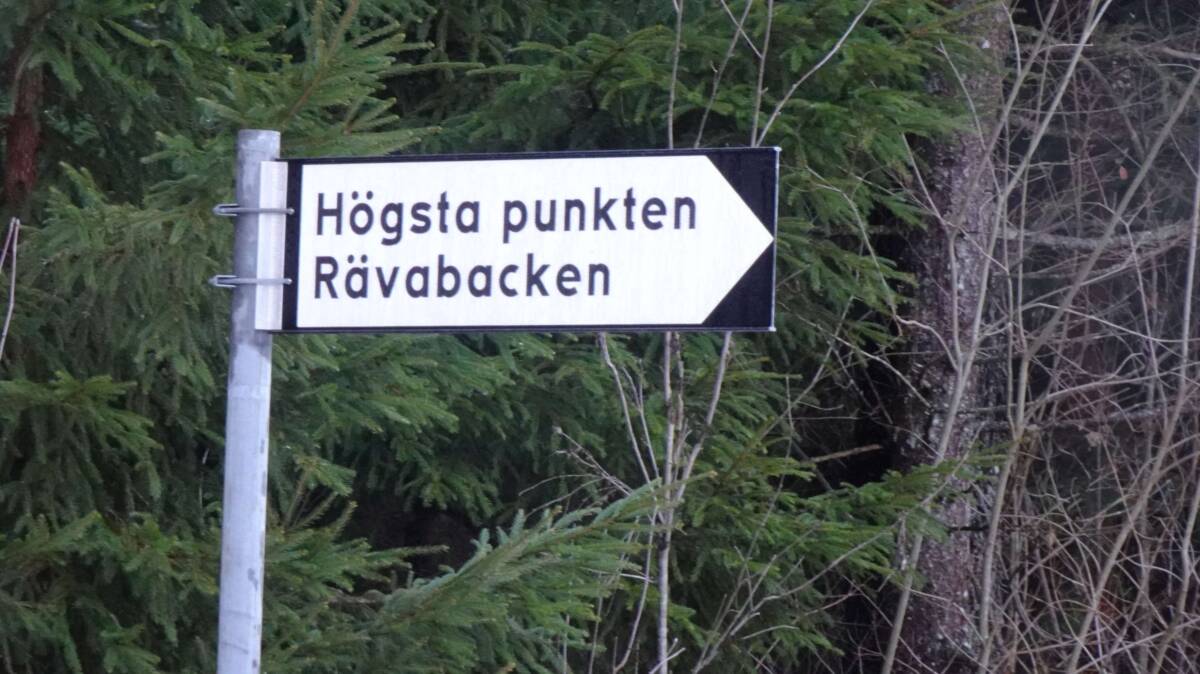 Högsta punkten
Rävabacken